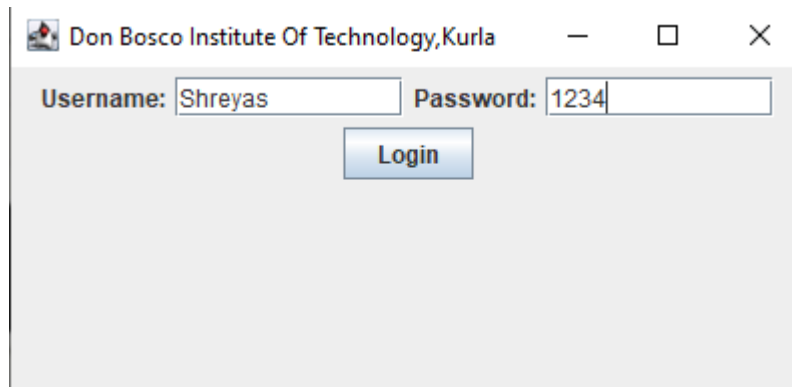 Don Bosco Institute Of Technology,Kurla
Username: Shreyas Password: 1234
Login